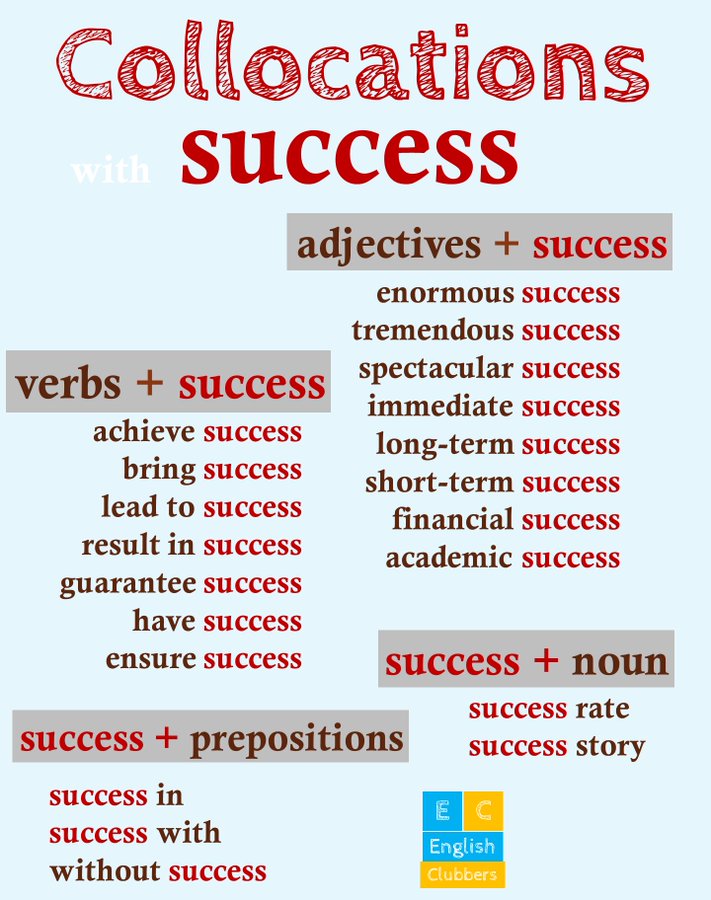 Collocations
with success
adjectives + success
enormous success
tremendous success
spectacular success
immediate success
long-term success
short-term success
financial success
academic success
verbs + success
achieve success
bring success
lead to success
result in success
guarantee success
have success
ensure success
success + noun
success rate
success story
success + prepositions
success in
success with
without success
E C
English
Clubbers